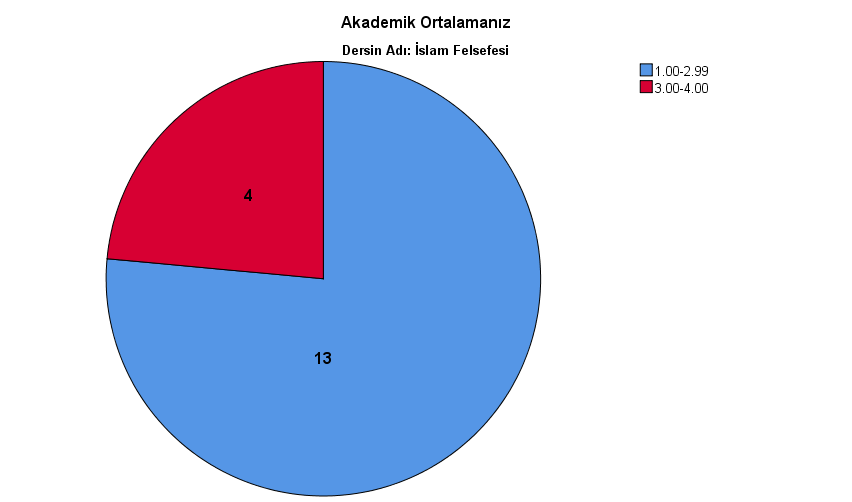 Akademik Ortalamanız
Dersin Adı: İslam Felsefesi
1.00-2.99
3.00-4.00
4
13